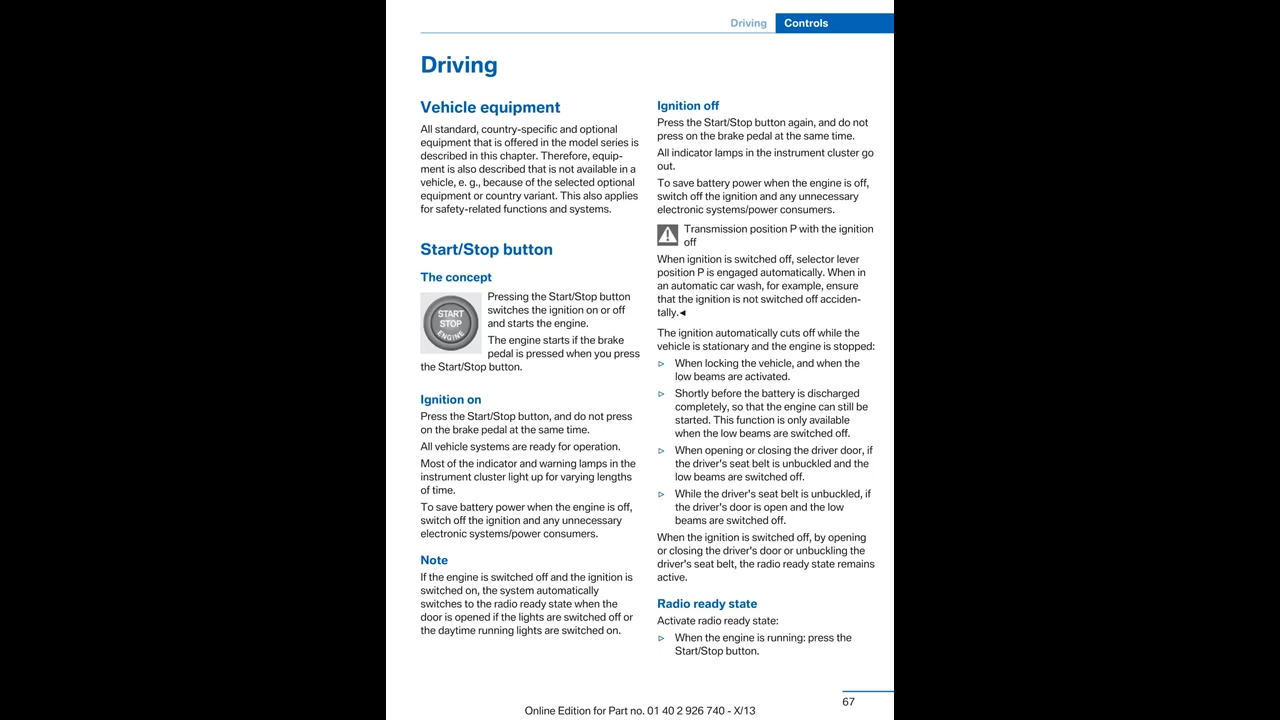 Driving Controls
Driving
Vehicle equipment
All standard, country-specific and optional
equipment that is offered in the model series is
described in this chapter. Therefore, equip-
ment is also described that is not available in a
vehicle, e. g., because of the selected optional
equipment or country variant. This also applies
for safety-related functions and systems.
Start/Stop button
The concept
START
STOP
ENGINE
Pressing the Start/Stop button
switches the ignition on or off
and starts the engine.
The engine starts if the brake
pedal is pressed when you press
the Start/Stop button.
Ignition on
Press the Start/Stop button, and do not press
on the brake pedal at the same time.
All vehicle systems are ready for operation.
Most of the indicator and warning lamps in the
instrument cluster light up for varying lengths
of time.
To save battery power when the engine is off,
switch off the ignition and any unnecessary
electronic systems/power consumers.
Note
If the engine is switched off and the ignition is
switched on, the system automatically
switches to the radio ready state when the
door is opened if the lights are switched off or
the daytime running lights are switched on.
Ignition off
Press the Start/Stop button again, and do not
press on the brake pedal at the same time.
All indicator lamps in the instrument cluster go
out.
To save battery power when the engine is off,
switch off the ignition and any unnecessary
electronic systems/power consumers.
Transmission position P with the ignition
off
When ignition is switched off, selector lever
position P is engaged automatically. When in
an automatic car wash, for example, ensure
that the ignition is not switched off acciden-
tally.◄
The ignition automatically cuts off while the
vehicle is stationary and the engine is stopped:
▷ When locking the vehicle, and when the
low beams are activated.
▷ Shortly before the battery is discharged
completely, so that the engine can still be
started. This function is only available
when the low beams are switched off.
▷ When opening or closing the driver door, if
the driver's seat belt is unbuckled and the
low beams are switched off.
▷ While the driver's seat belt is unbuckled, if
the driver's door is open and the low
beams are switched off.
When the ignition is switched off, by opening
or closing the driver's door or unbuckling the
driver's seat belt, the radio ready state remains
active.
Radio ready state
Activate radio ready state:
▷ When the engine is running: press the
Start/Stop button.
67
Online Edition for Part no. 01 40 2 926 740 - X/13